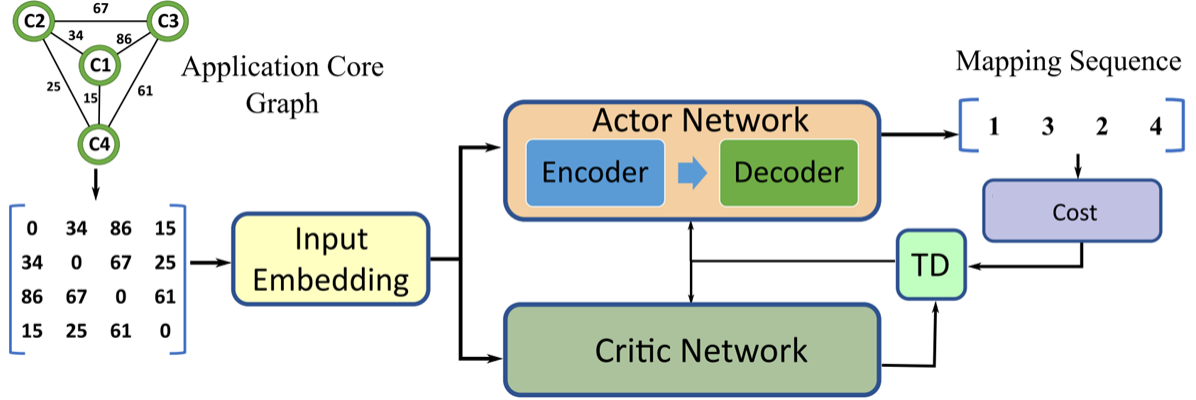 67
C2
C3
34
86
C1
25
15
61
C4
Application Core
Graph
0 34 86 15
34 0 67 25
86 67 0 61
15 25 61 0
Input
Embedding
Actor Network
Encoder
Decoder
Critic Network
Mapping Sequence
1 3 2 4
Cost
TD